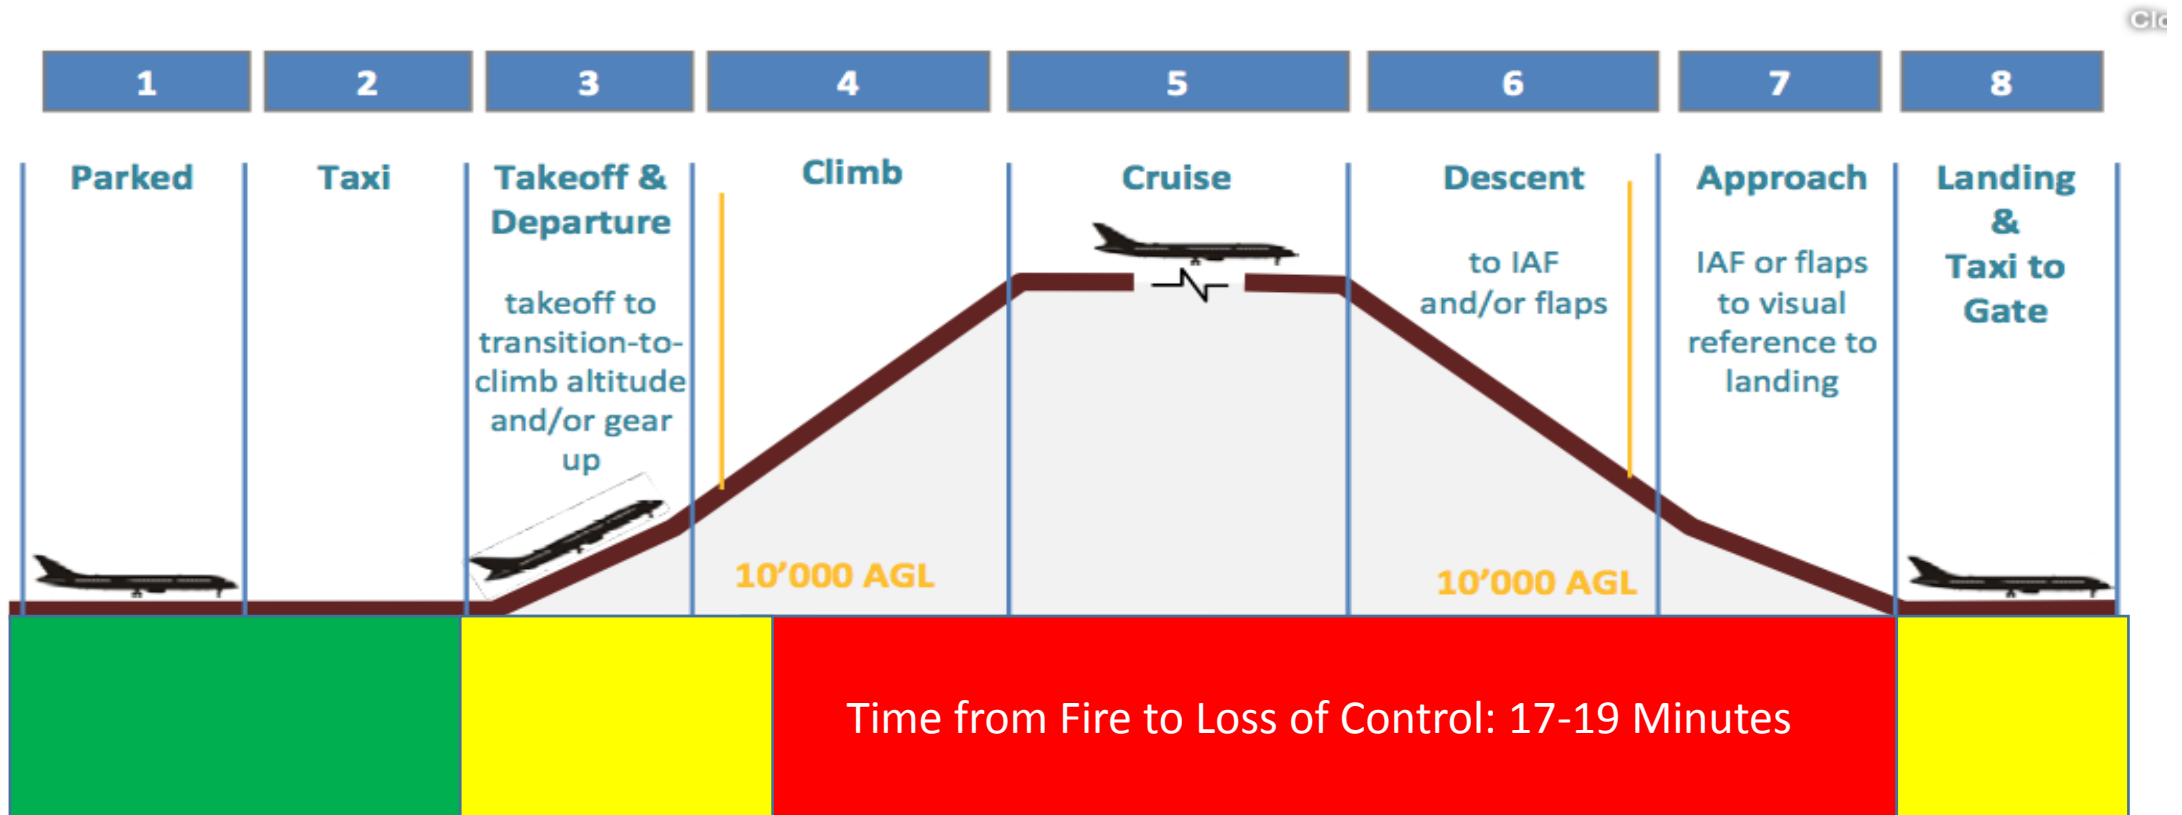 Clo
1
2
3
4
5
6
7
8
Parked
Taxi
Takeoff &
Departure
takeoff to
transition-to-
climb altitude
and/or gear
up
Climb
Cruise
Descent
to IAF
and/or flaps
Approach
IAF or flaps
to visual
reference to
landing
Landing
&
Taxi to
Gate
10’000 AGL
10’000 AGL
Time from Fire to Loss of Control: 17-19 Minutes